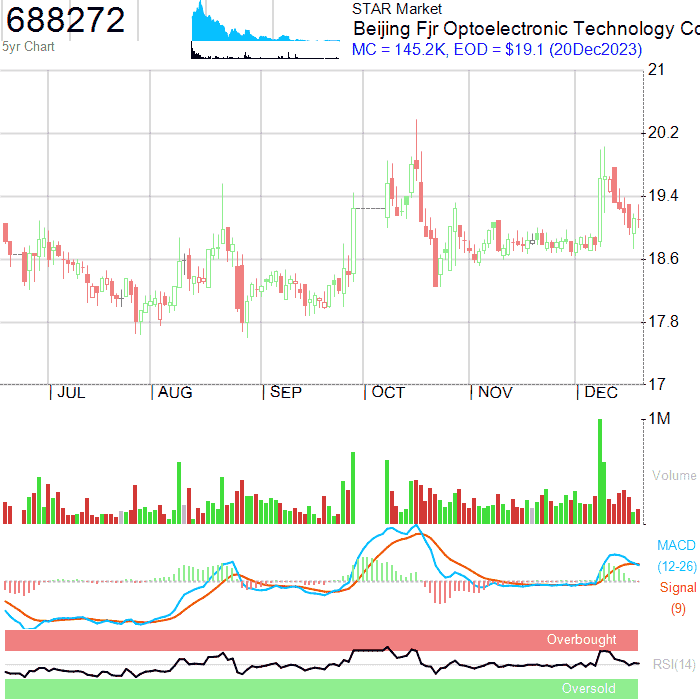 688272
5yr Chart
STAR Market
Beijing Fjr Optoelectronic Technology Co
MC = 145.2K, EOD = $19.1 (20Dec2023)
21
20.2
19.4
18.6
17.8
17
JUL AUG SEP OCT NOV DEC
1M
Volume
MACD
(12-26)
Signal
(9)
Overbought
RSI(14)
Oversold